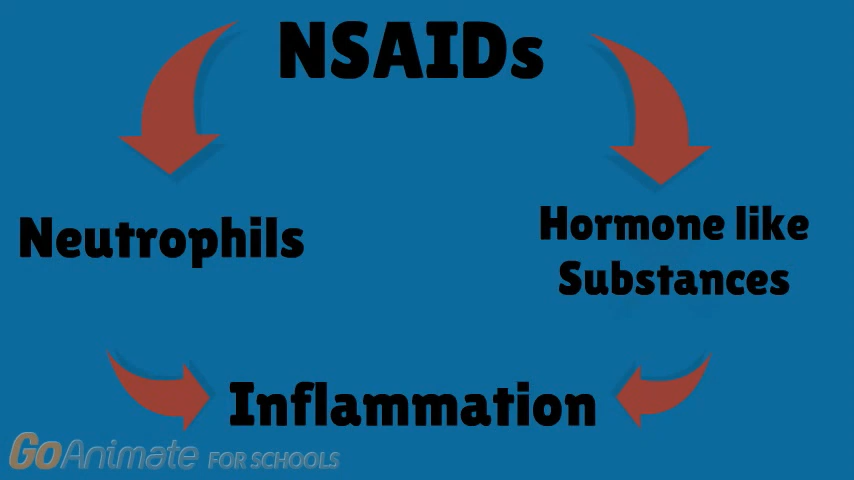 NSAIDs
Neutrophils
Hormone like
Substances
Inflammation
GoAnimate FOR SCHOOLS